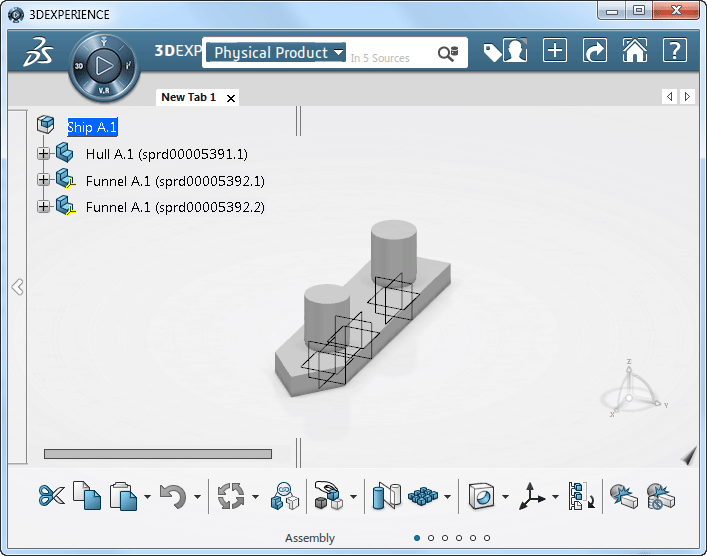 3DEXPERIENCE
3DEXP
Physical Product
In 5 Sources
3D
V.R
New Tab 1
Ship A.1
Hull A.1 (sprd00005391.1)
Funnel A.1 (sprd00005392.1)
Funnel A.1 (sprd00005392.2)
Z
Y
X
Assembly